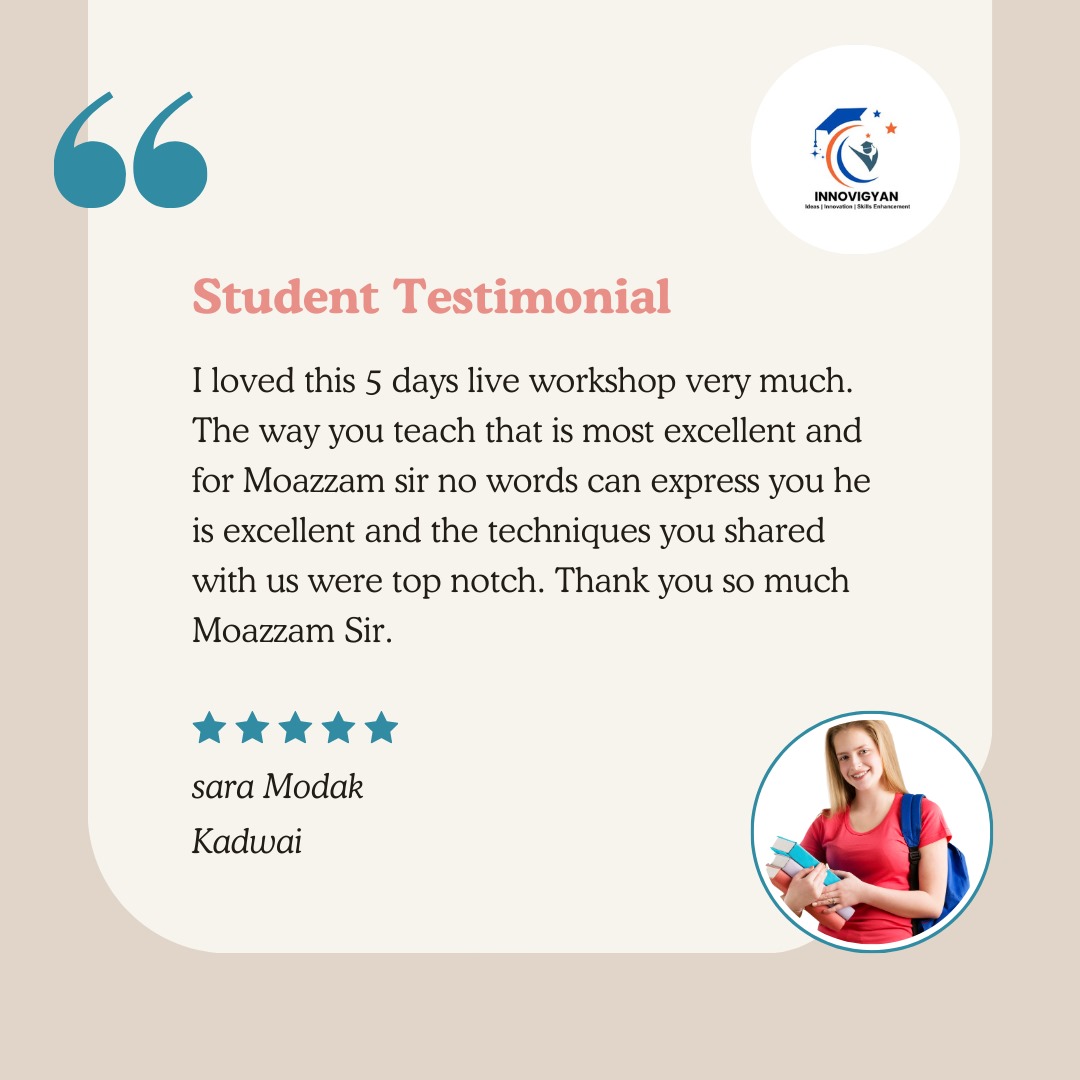 INNOVIGYAN
Ideas | Innovation | Skills Enhancement
Student Testimonial
I loved this 5 days live workshop very much.
The way you teach that is most excellent and
for Moazzam sir no words can express you he
is excellent and the techniques you shared
with us were top notch. Thank you so much
Moazzam Sir.
sara Modak
Kadwai